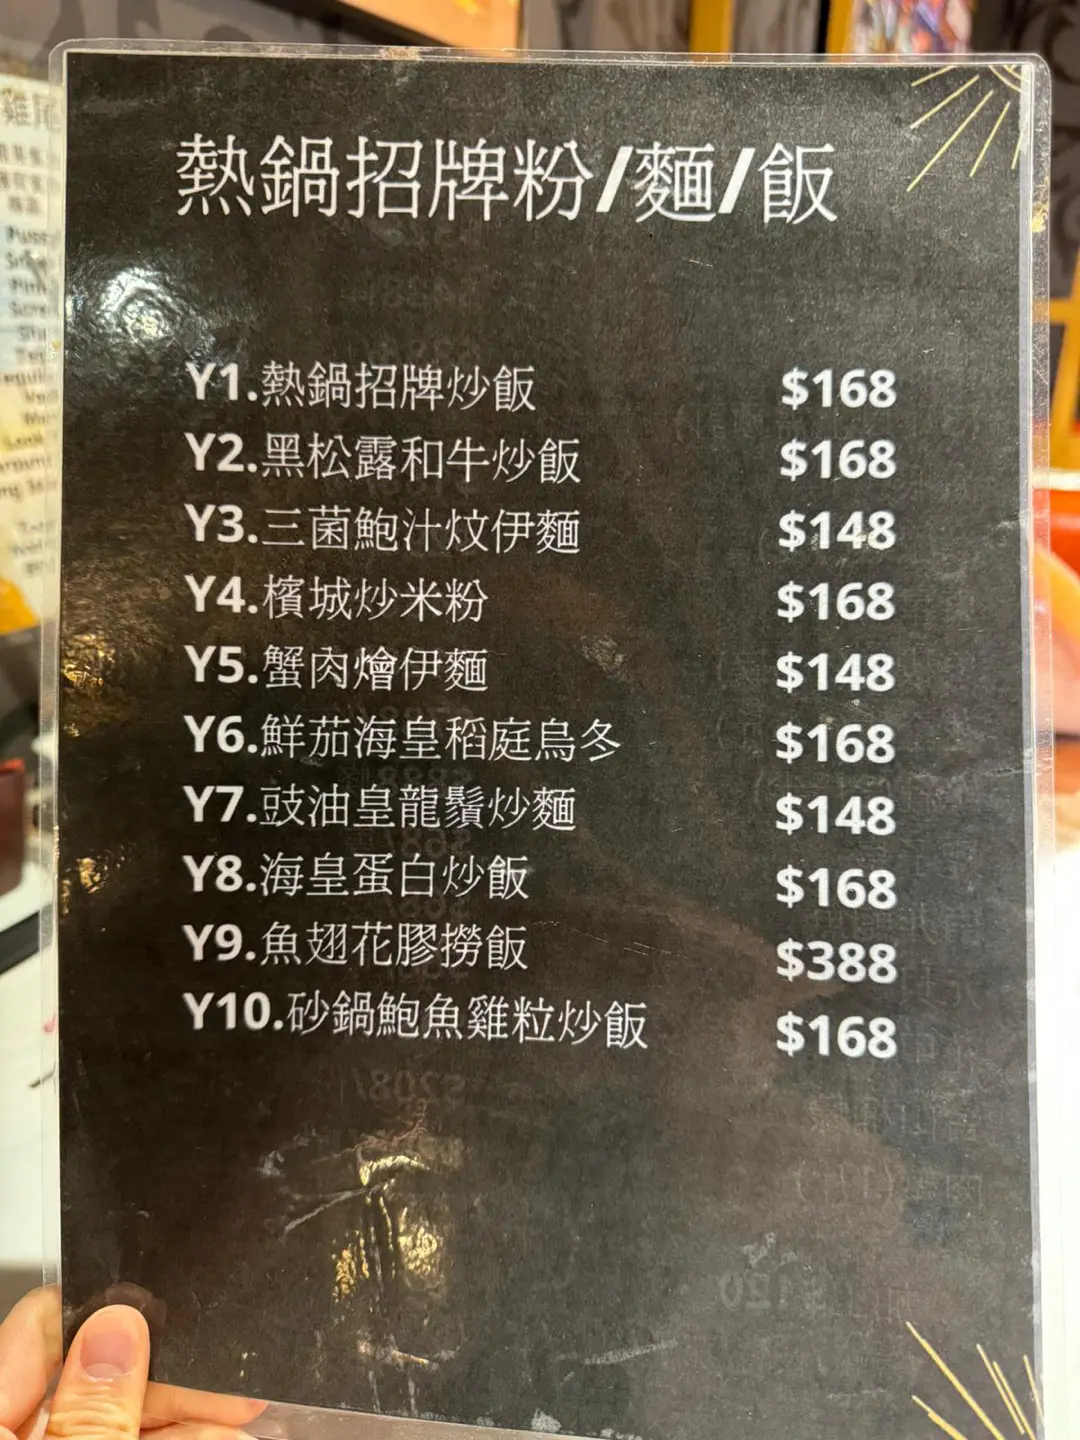 熱鍋招牌粉/麵/飯
Y1.熱鍋招牌炒飯 $168
Y2.黑松露和牛炒飯 $168
Y3.三菌鮑汁炆伊麵 $148
Y4.檳城炒米粉 $168
Y5.蟹肉燴伊麵 $148
Y6.鮮茄海皇稻庭烏冬 $168
Y7.豉油皇龍鬚炒麵 $148
Y8.海皇蛋白炒飯 $168
Y9.魚翅花膠撈飯 $388
Y10.砂鍋鮑魚雞粒炒飯 $168